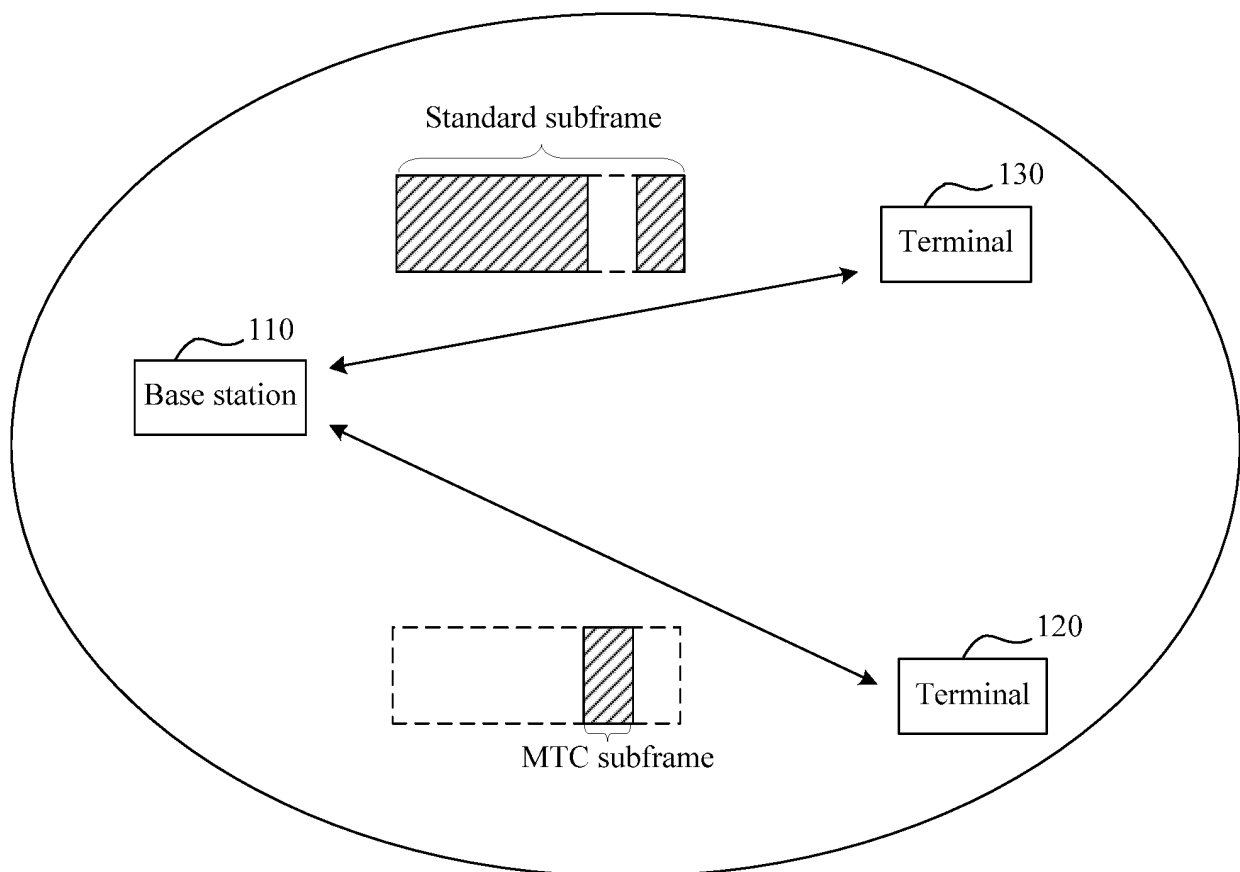 Standard subframe
130
Terminal
110
Base station
120
Terminal
MTC subframe